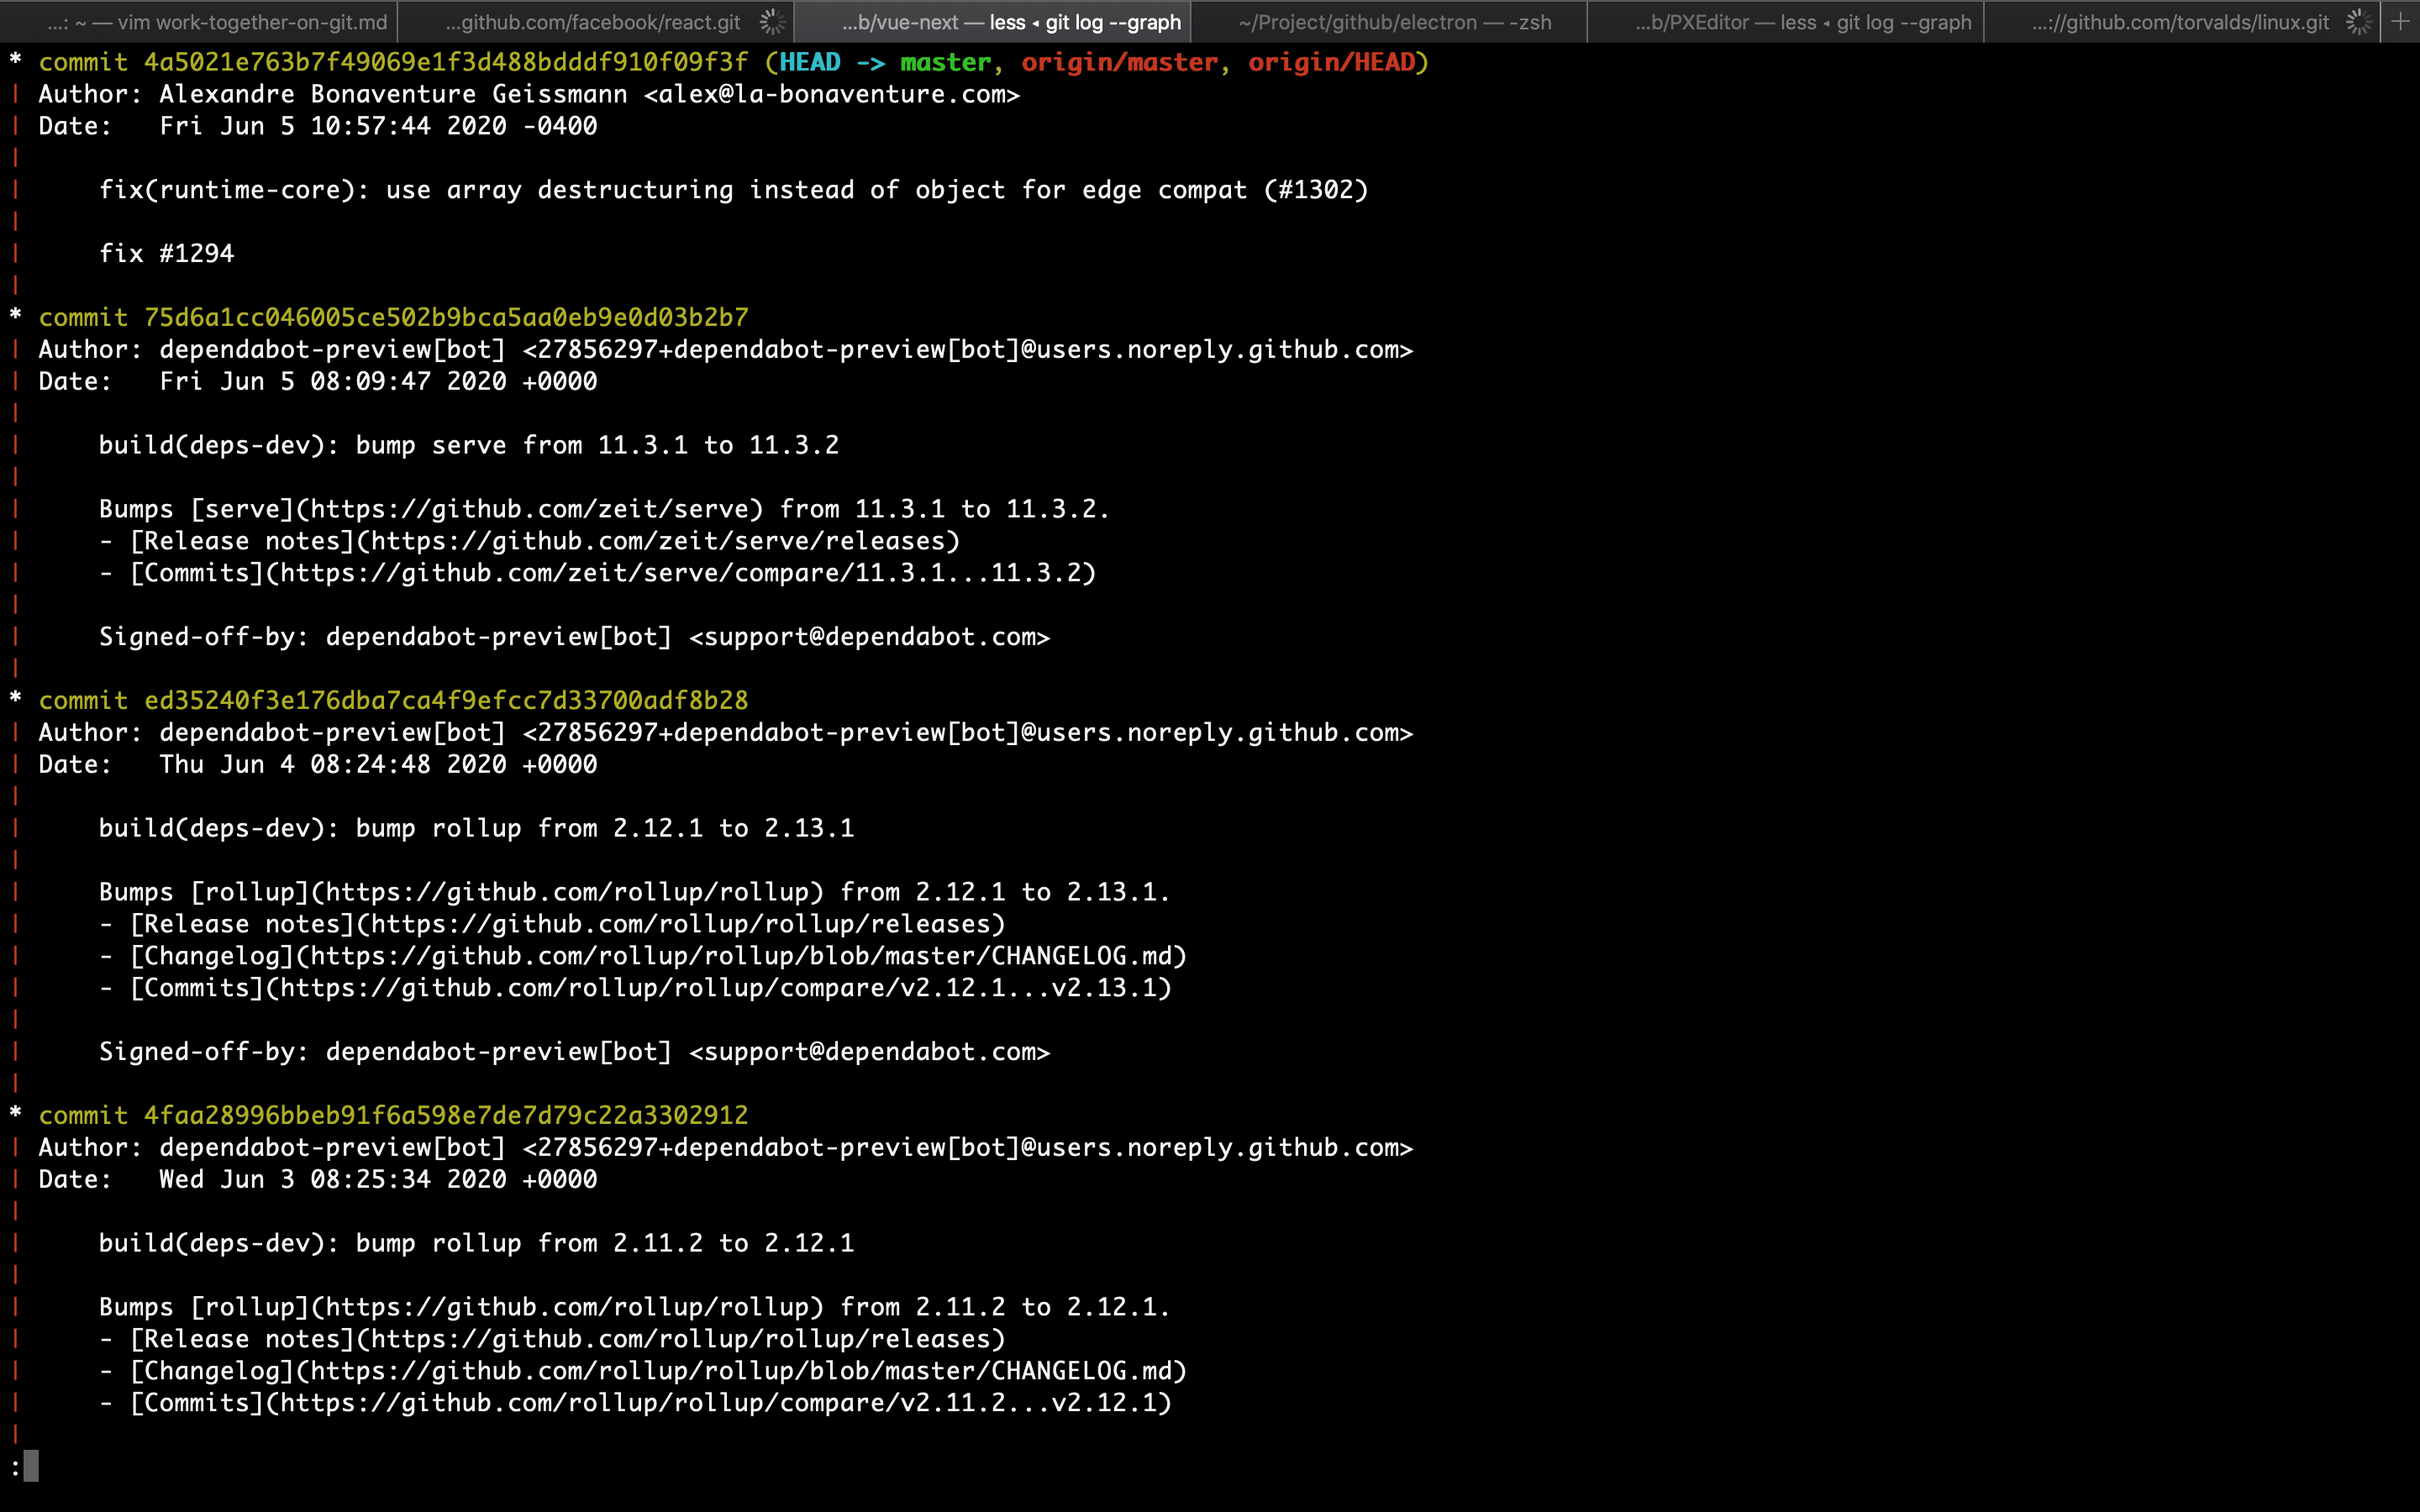 ...: ~ — vim work-together-on-git.md
...github.com/facebook/react.git
...b/vue-next — less ◂ git log --graph
~/Project/github/electron — -zsh
...b/PXEditor — less ◂ git log --graph
...://github.com/torvalds/linux.git
+
* commit 4a5021e763b7f49069e1f3d488bdddf910f09f3f (HEAD -> master, origin/master, origin/HEAD)
| Author: Alexandre Bonaventure Geissmann <alex@la-bonaventure.com>
| Date:   Fri Jun 5 10:57:44 2020 -0400
|
|     fix(runtime-core): use array destructuring instead of object for edge compat (#1302)
|
|     fix #1294
|
* commit 75d6a1cc046005ce502b9bca5aa0eb9e0d03b2b7
| Author: dependabot-preview[bot] <27856297+dependabot-preview[bot]@users.noreply.github.com>
| Date:   Fri Jun 5 08:09:47 2020 +0000
|
|     build(deps-dev): bump serve from 11.3.1 to 11.3.2
|
|     Bumps [serve](https://github.com/zeit/serve) from 11.3.1 to 11.3.2.
|     - [Release notes](https://github.com/zeit/serve/releases)
|     - [Commits](https://github.com/zeit/serve/compare/11.3.1...11.3.2)
|
|     Signed-off-by: dependabot-preview[bot] <support@dependabot.com>
|
* commit ed35240f3e176dba7ca4f9efcc7d33700adf8b28
| Author: dependabot-preview[bot] <27856297+dependabot-preview[bot]@users.noreply.github.com>
| Date:   Thu Jun 4 08:24:48 2020 +0000
|
|     build(deps-dev): bump rollup from 2.12.1 to 2.13.1
|
|     Bumps [rollup](https://github.com/rollup/rollup) from 2.12.1 to 2.13.1.
|     - [Release notes](https://github.com/rollup/rollup/releases)
|     - [Changelog](https://github.com/rollup/rollup/blob/master/CHANGELOG.md)
|     - [Commits](https://github.com/rollup/rollup/compare/v2.12.1...v2.13.1)
|
|     Signed-off-by: dependabot-preview[bot] <support@dependabot.com>
|
* commit 4faa28996bbeb91f6a598e7de7d79c22a3302912
| Author: dependabot-preview[bot] <27856297+dependabot-preview[bot]@users.noreply.github.com>
| Date:   Wed Jun 3 08:25:34 2020 +0000
|
|     build(deps-dev): bump rollup from 2.11.2 to 2.12.1
|
|     Bumps [rollup](https://github.com/rollup/rollup) from 2.11.2 to 2.12.1.
|     - [Release notes](https://github.com/rollup/rollup/releases)
|     - [Changelog](https://github.com/rollup/rollup/blob/master/CHANGELOG.md)
|     - [Commits](https://github.com/rollup/rollup/compare/v2.11.2...v2.12.1)
|
: